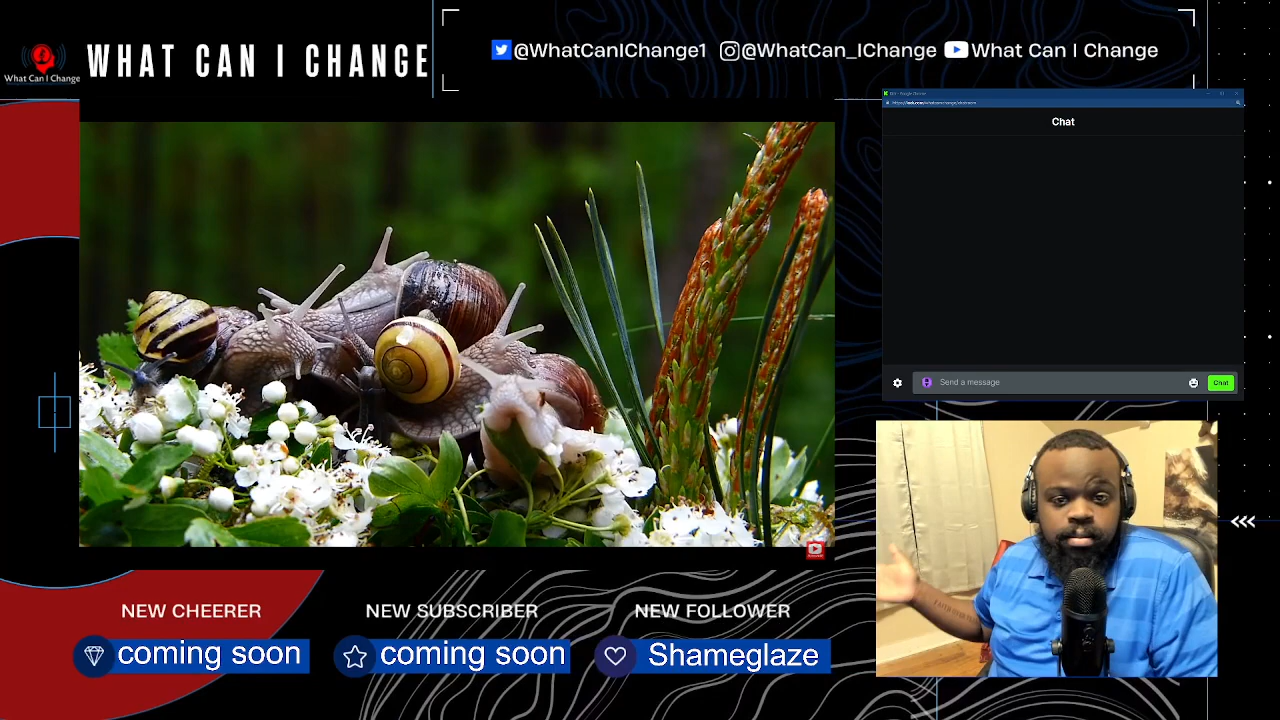 What Can I Change
WHAT CAN I CHANGE
@WhatCanIChange1 @WhatCan_IChange What Can I Change
Chat
Send a message
Chat
NEW CHEERER
NEW SUBSCRIBER
NEW FOLLOWER
coming soon
coming soon
Shameglaze